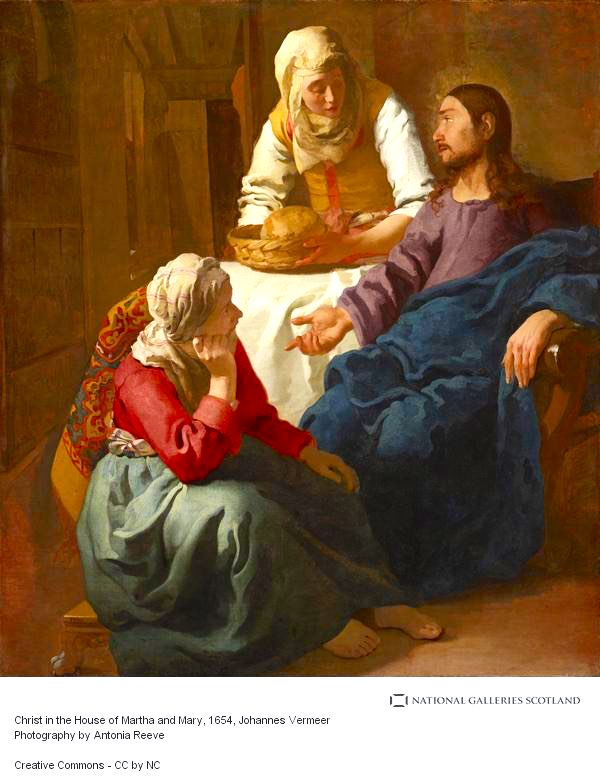 NATIONAL GALLERIES SCOTLAND
Christ in the House of Martha and Mary, 1654, Johannes Vermeer
Photography by Antonia Reeve
Creative Commons - CC by NC